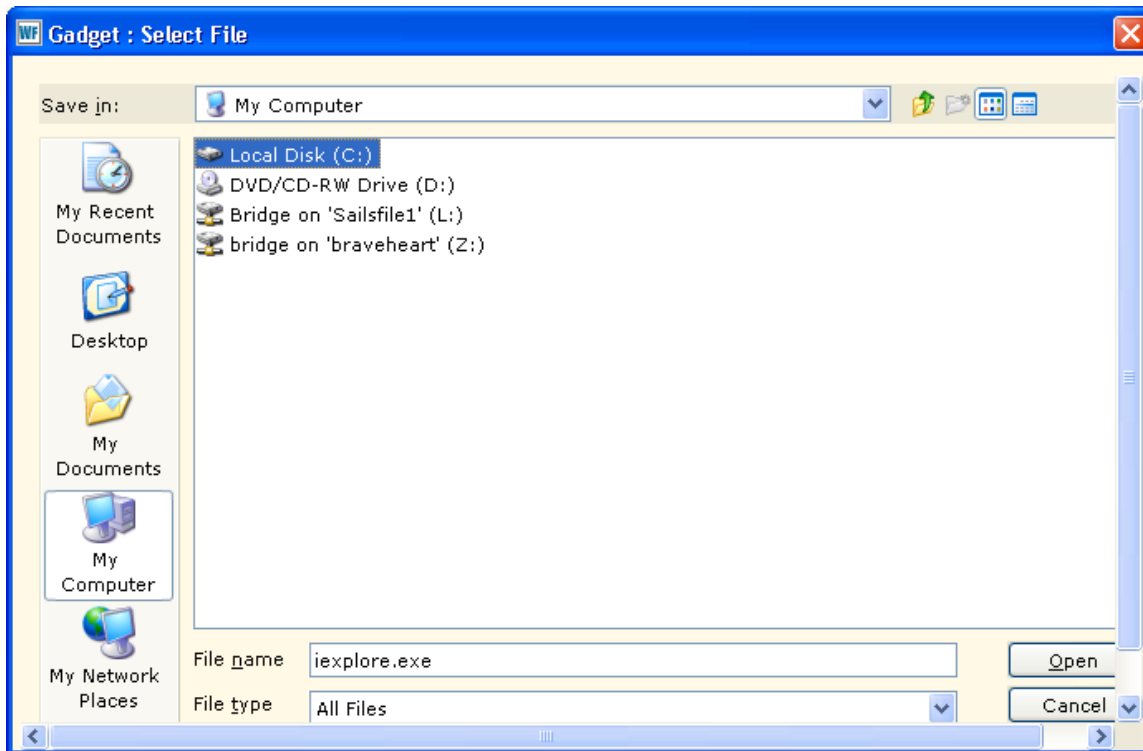 WF Gadget : Select File
Save in:
My Computer
Local Disk (C:)
DVD/CD-RW Drive (D:)
Bridge on 'Sailsfile1' (L:)
bridge on 'braveheart' (Z:)
My Recent
Documents
Desktop
My
Documents
My
Computer
My Network
Places
File name
iexplore.exe
Open
File type
All Files
Cancel